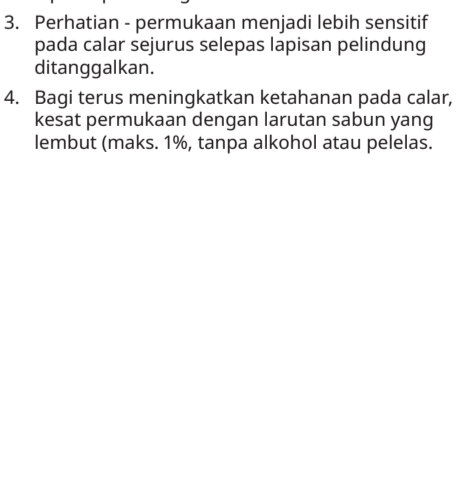 3. Perhatian - permukaan menjadi lebih sensitif
pada calar sejurus selepas lapisan pelindung
ditanggalkan.
4. Bagi terus meningkatkan ketahanan pada calar,
kesat permukaan dengan larutan sabun yang
lembut (maks. 1%, tanpa alkohol atau pelelas.